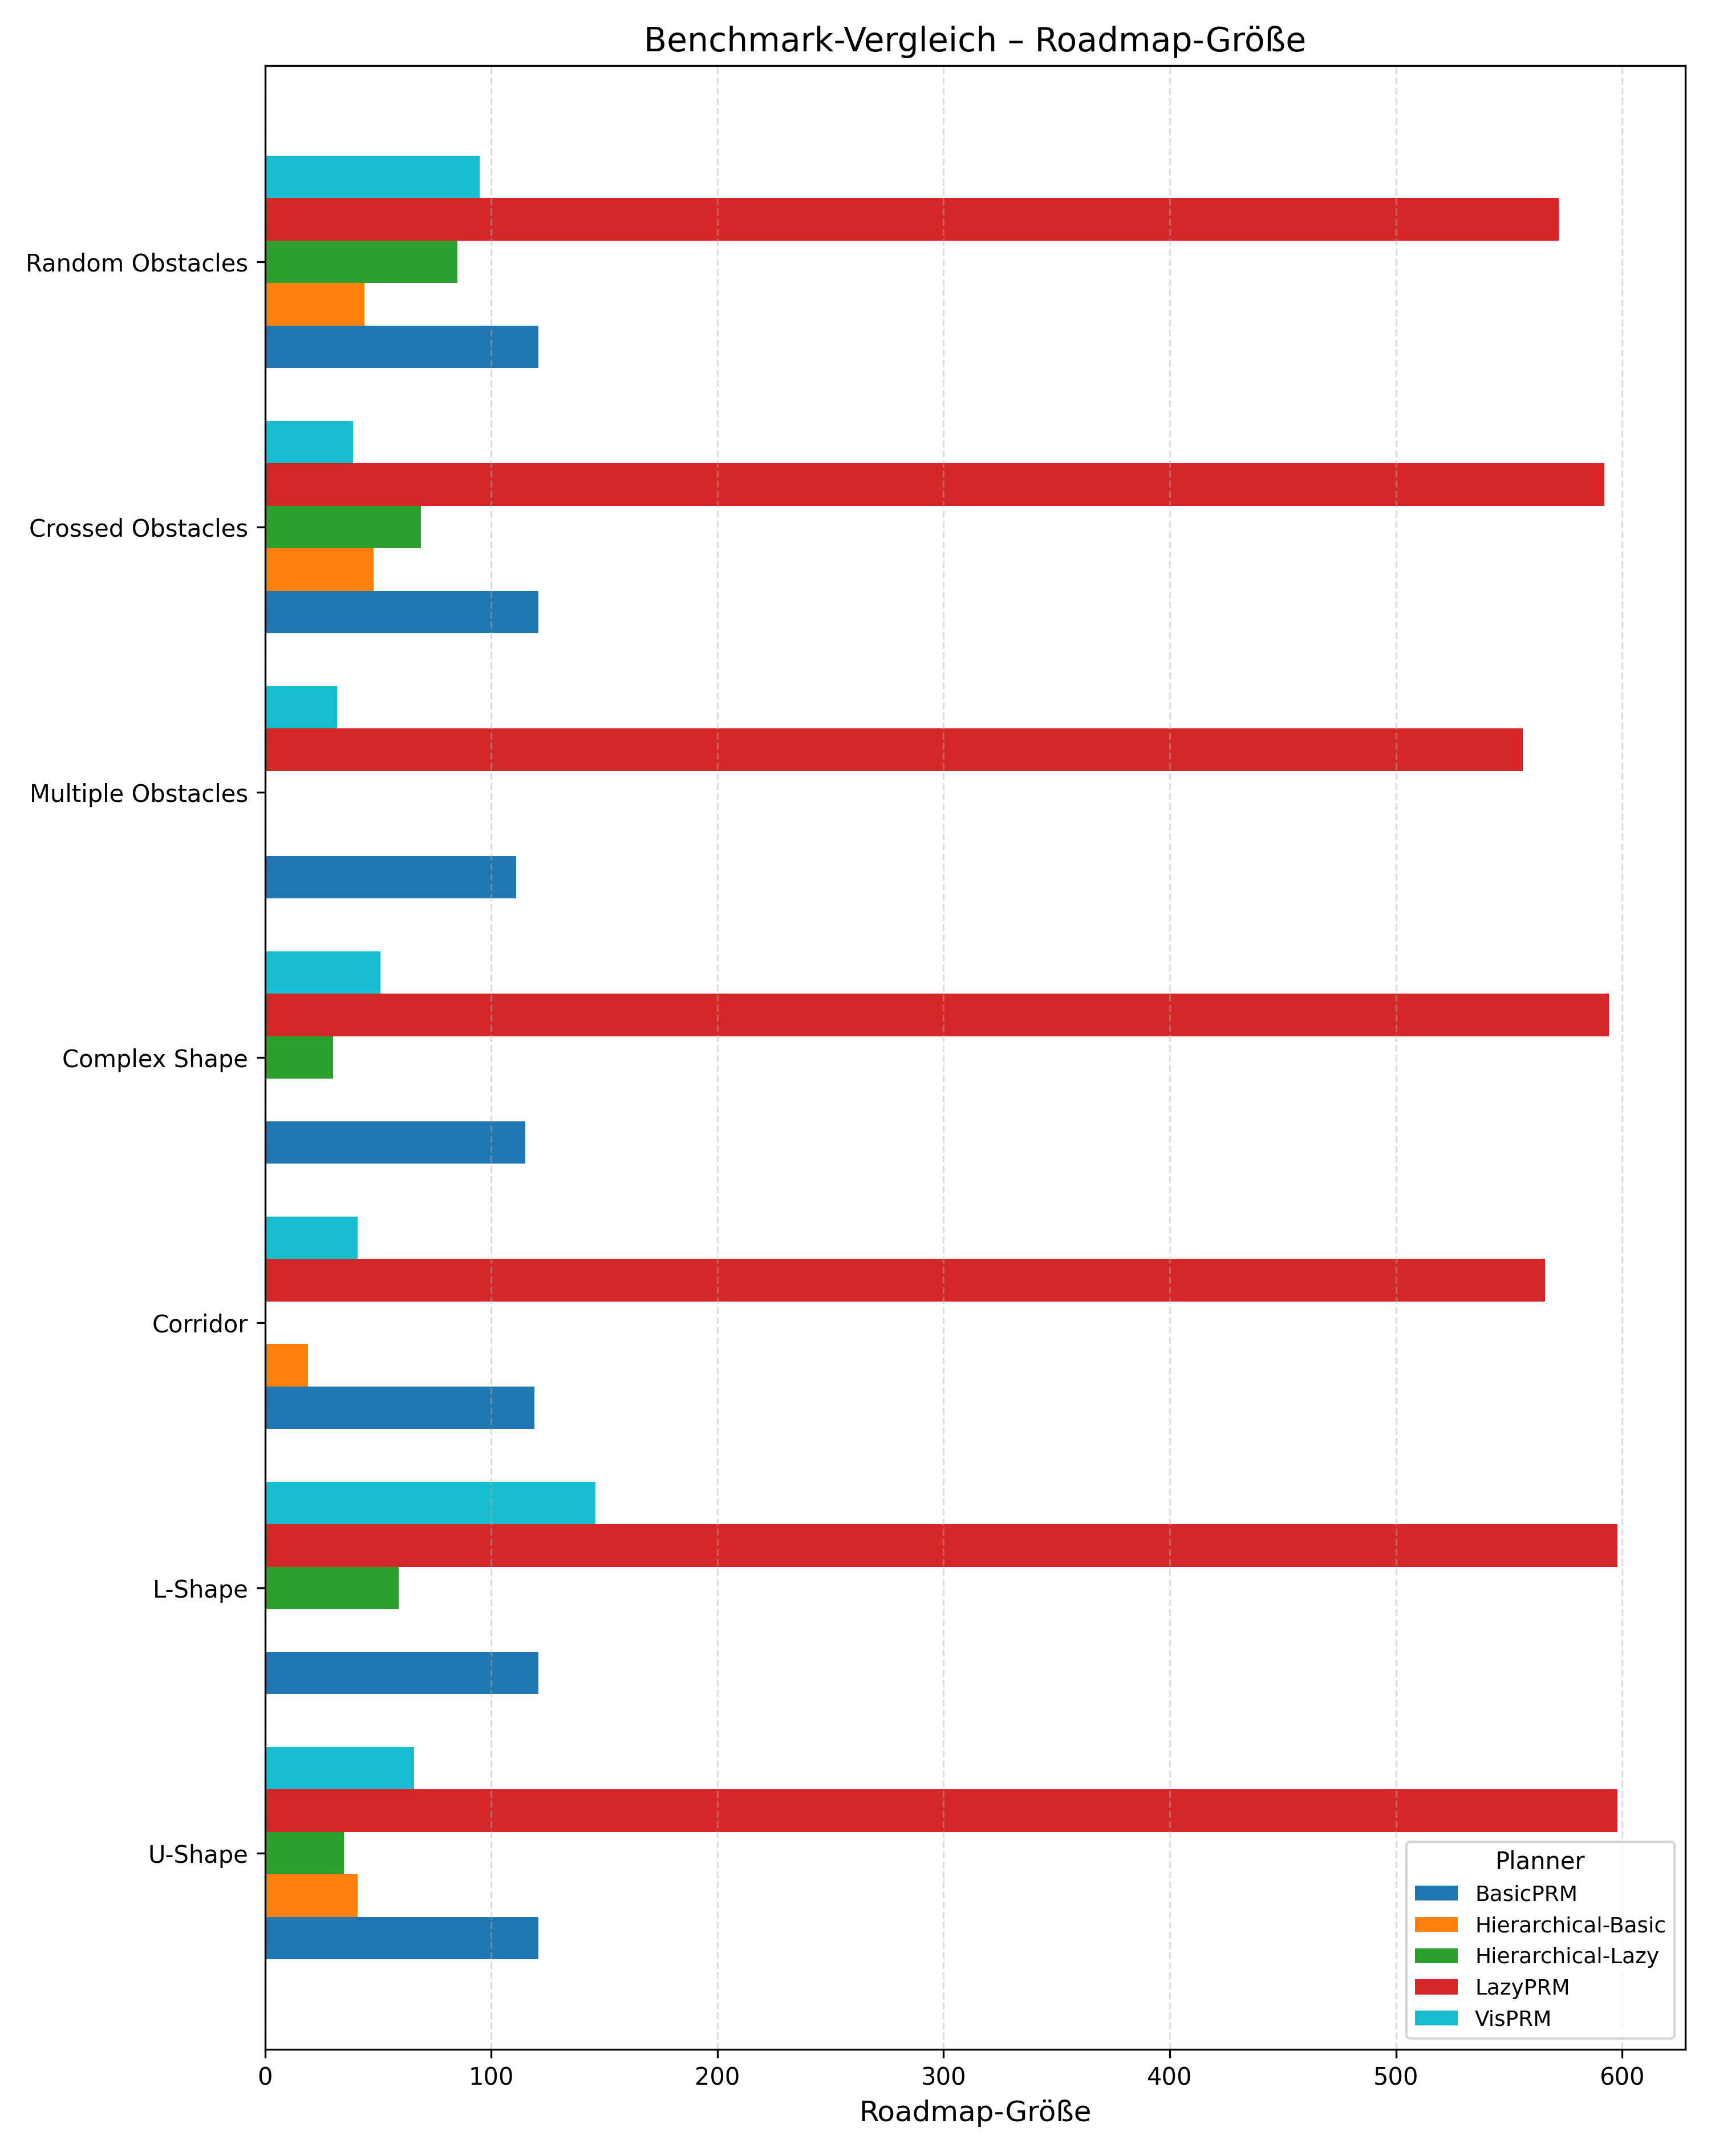 Benchmark-Vergleich – Roadmap-Größe
Random Obstacles
Crossed Obstacles
Multiple Obstacles
Complex Shape
Corridor
L-Shape
U-Shape
Planner
BasicPRM
Hierarchical-Basic
Hierarchical-Lazy
LazyPRM
VisPRM
0 100 200 300 400 500 600
Roadmap-Größe